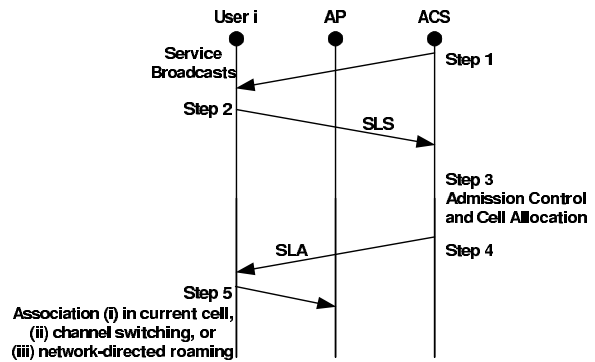 User i
AP
ACS
Service
Broadcasts
Step 1
Step 2
SLS
Step 3
Admission Control
and Cell Allocation
SLA
Step 4
Step 5
Association (i) in current cell,
(ii) channel switching, or
(iii) network-directed roaming